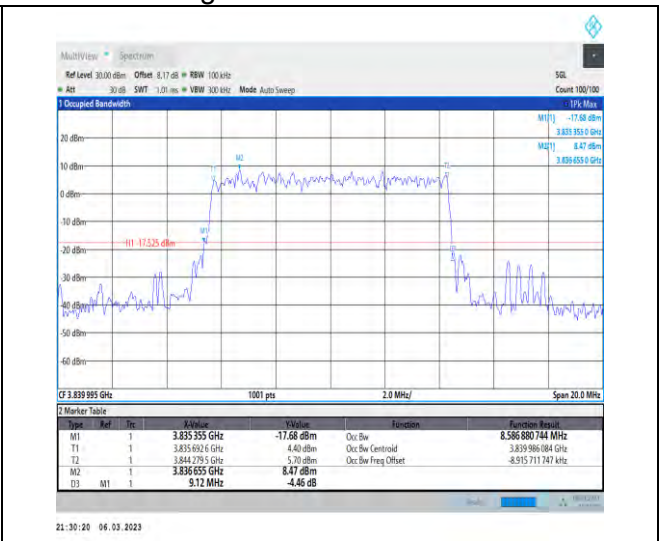 MultiView Spectrum
Ref Level 30.00 dBm Offset 8.17 dB RBW 100 kHz SGL
Att 30 dB SWT 1.01 ms VBW 300 kHz Mode Auto Sweep Count 100/100
1 Occupied Bandwidth 1Pk Max
M1[1] -17.68 dBm
3.835 355 0 GHz
M2[1] 8.47 dBm
3.836 655 0 GHz
20 dBm
M2
T1 T2
10 dBm
0 dBm
-10 dBm
M1
H1 -17.525 dBm
-20 dBm
-30 dBm
-40 dBm
-50 dBm
-60 dBm
CF 3.839 995 GHz 1001 pts 2.0 MHz/ Span 20.0 MHz
2 Marker Table
Type Ref Trc X-Value Y-Value Function Function Result
M1 1 3.835 355 GHz -17.68 dBm Occ Bw 8.586 880 744 MHz
T1 1 3.835 692 6 GHz 4.40 dBm Occ Bw Centroid 3.839 986 084 GHz
T2 1 3.844 279 5 GHz 5.70 dBm Occ Bw Freq Offset -8.915 711 747 kHz
M2 1 3.836 655 GHz 8.47 dBm
D3 M1 1 9.12 MHz -4.46 dB
21:30:20 06.03.2023